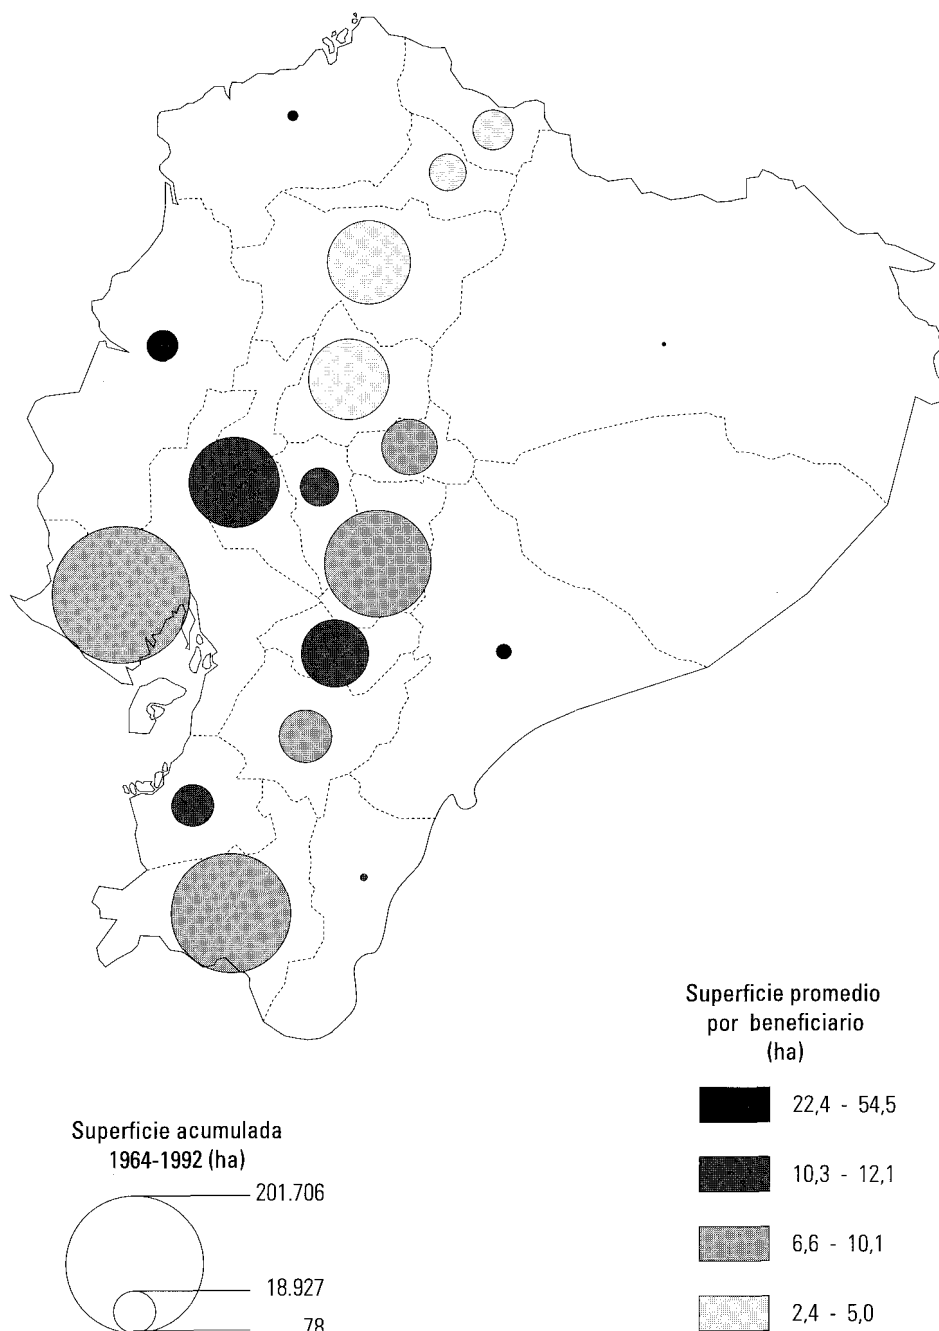 Superficie promedio
por beneficiario
(ha)
22,4 - 54,5
10,3 - 12,1
6,6 - 10,1
2,4 - 5,0
Superficie acumulada
1964-1992 (ha)
201.706
18.927
78